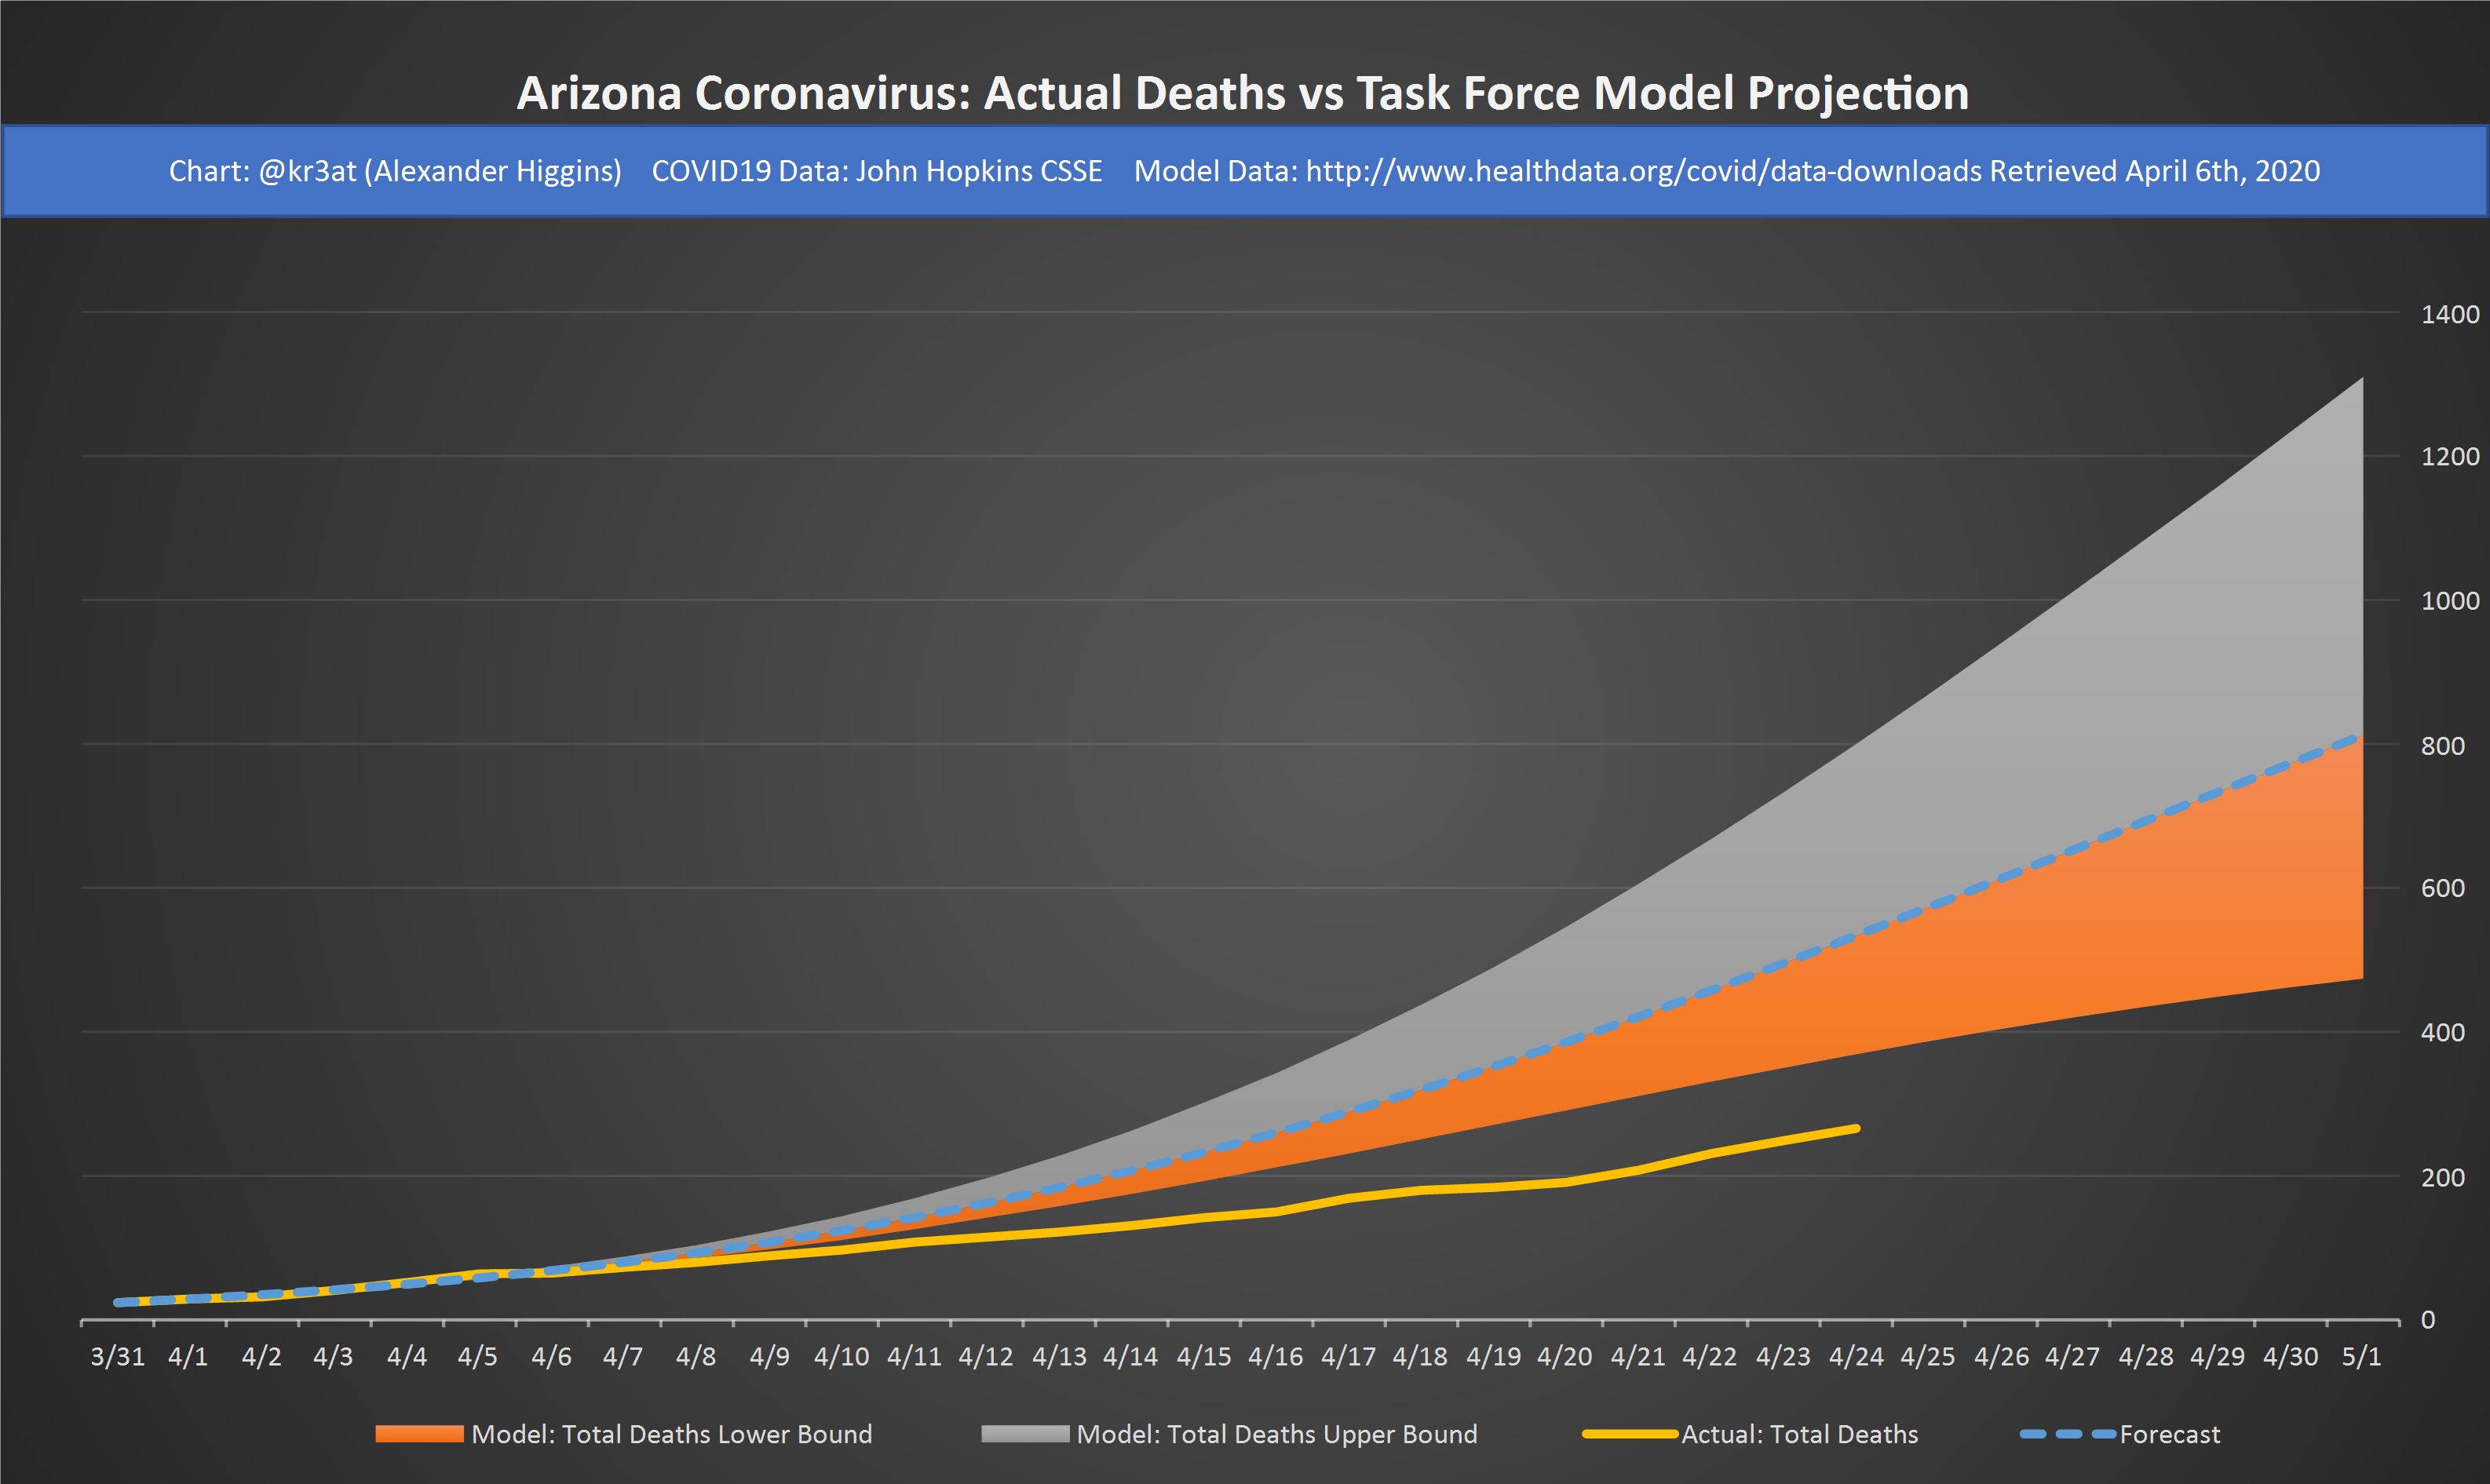 Arizona Coronavirus: Actual Deaths vs Task Force Model Projection
Chart: @kr3at (Alexander Higgins) COVID19 Data: John Hopkins CSSE Model Data: http://www.healthdata.org/covid/data-downloads Retrieved April 6th, 2020
1400
1200
1000
800
600
400
200
0
3/31 4/1 4/2 4/3 4/4 4/5 4/6 4/7 4/8 4/9 4/10 4/11 4/12 4/13 4/14 4/15 4/16 4/17 4/18 4/19 4/20 4/21 4/22 4/23 4/24 4/25 4/26 4/27 4/28 4/29 4/30 5/1
Model: Total Deaths Lower Bound Model: Total Deaths Upper Bound Actual: Total Deaths Forecast